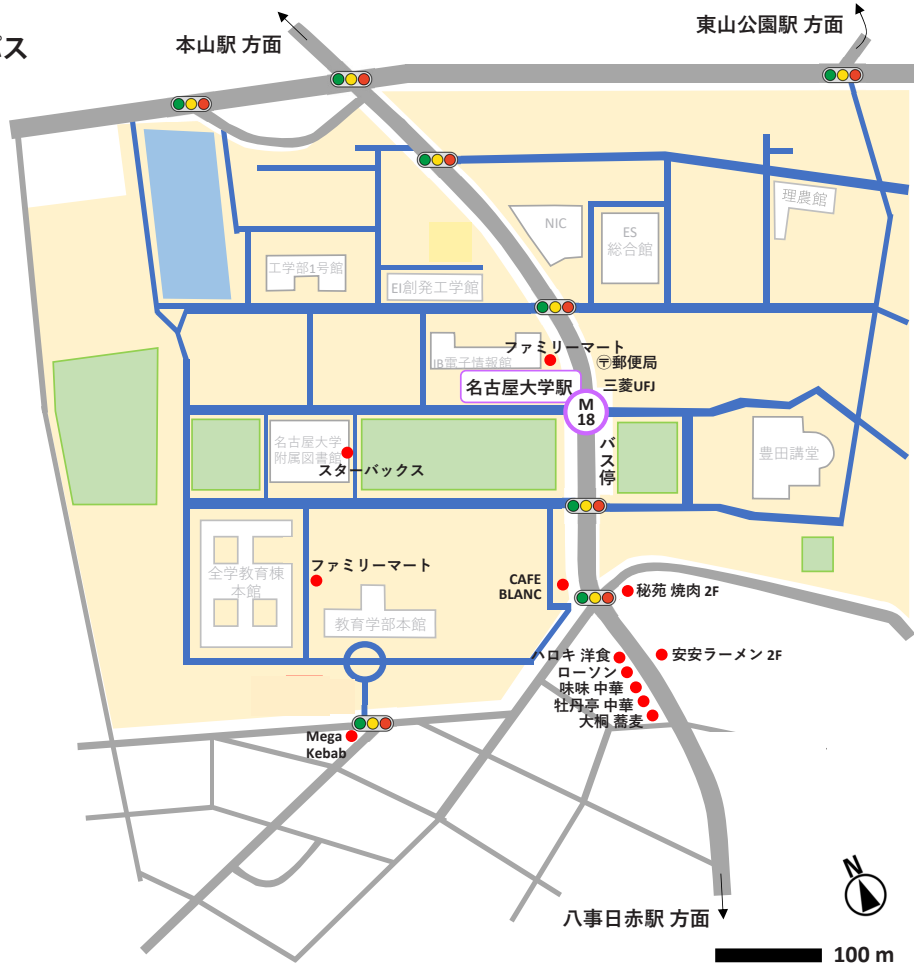 パス
本山駅 方面
東山公園駅 方面
理農館
NIC
ES
総合館
工学部1号館
EI創発工学館
ファミリーマート
IB電子情報館
〒郵便局
名古屋大学駅
三菱UFJ
M
18
バス停
名古屋大学
附属図書館
スターバックス
豊田講堂
全学教育棟
本館
ファミリーマート
CAFE
BLANC
秘苑 焼肉 2F
教育学部本館
ハロキ 洋食
安安ラーメン 2F
ローソン
味味 中華
牡丹亭 中華
大桐 蕎麦
Mega
Kebab
N
八事日赤駅 方面
100 m